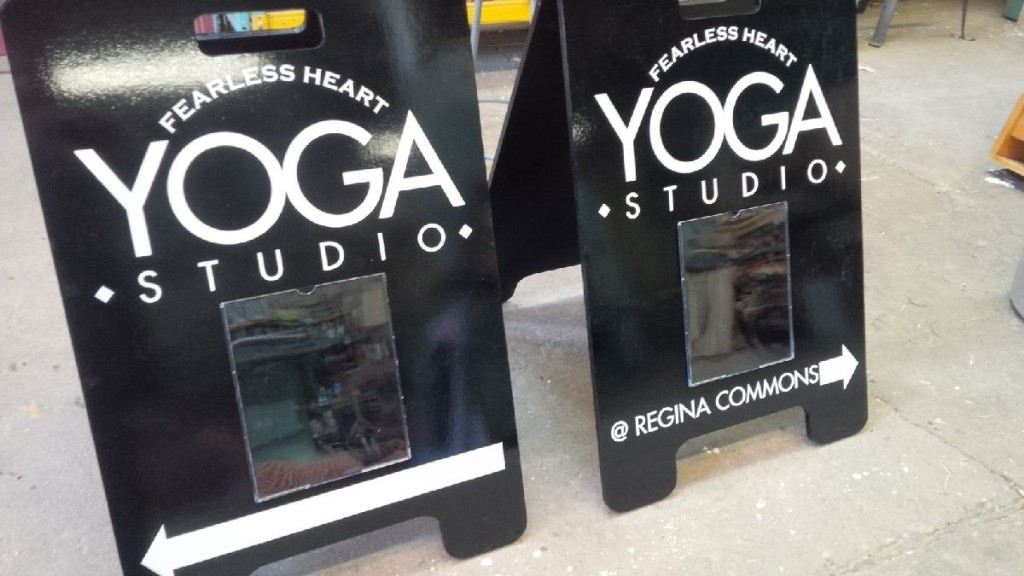 FEARLESS HEART
YOGA
STUDIO
FEARLESS HEART
YOGA
STUDIO
@ REGINA COMMONS